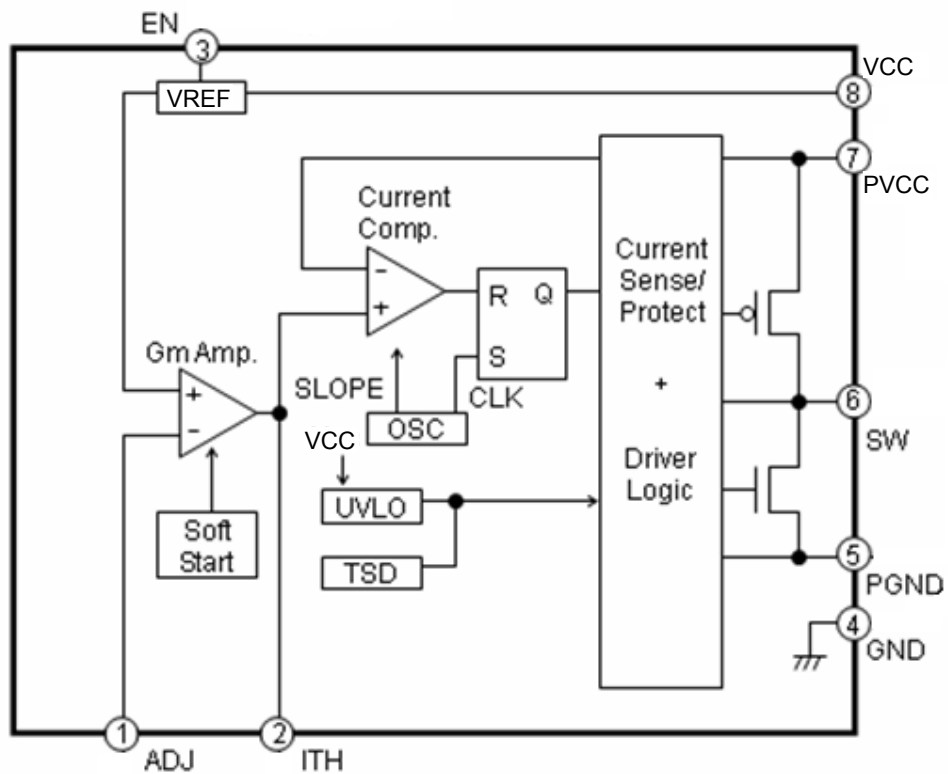 EN
3
VCC
VREF
8
7
PVCC
Current
Comp.
Current
Sense/
Protect
-
+
R Q
S
+
Gm Amp.
SLOPE
CLK
OSC
6
SW
+
-
VCC
Driver
Logic
UVLO
Soft
Start
TSD
5
PGND
4
GND
1
ADJ
2
ITH